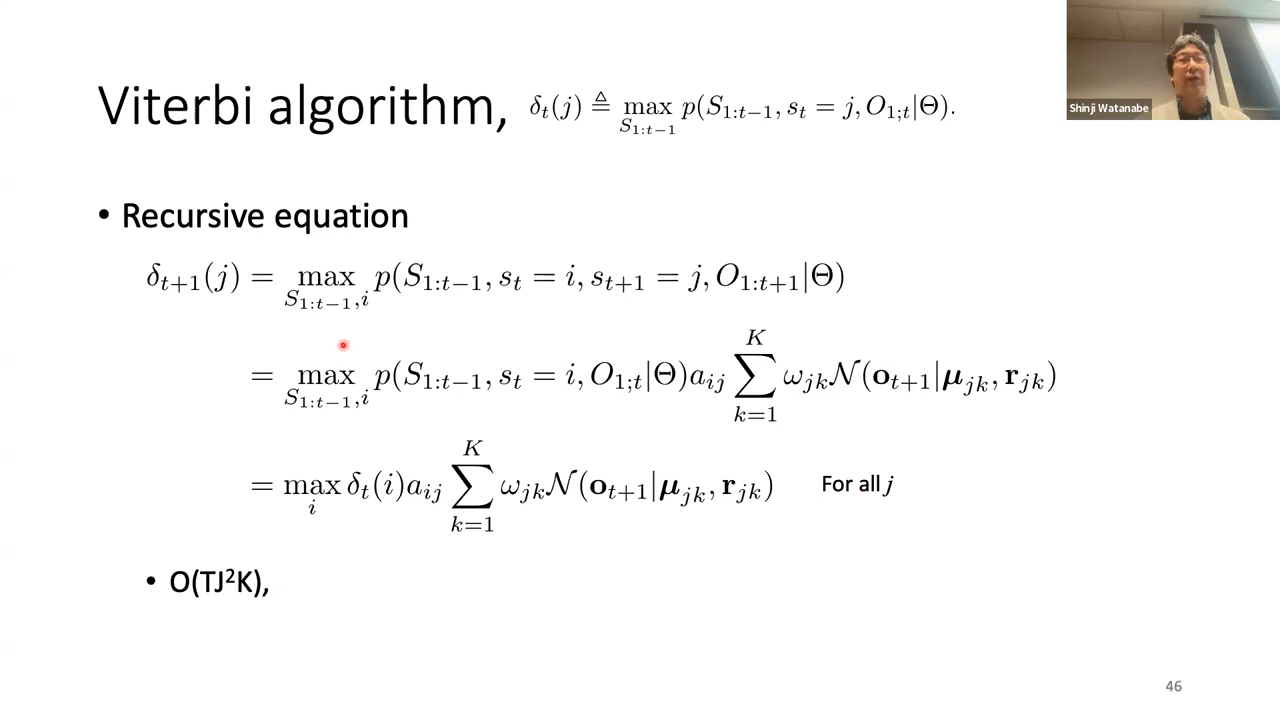 Shinji Watanabe
Viterbi algorithm, δ_t(j) ≜ max_{S_{1:t−1}} p(S_{1:t−1}, s_t = j, O_{1;t}|Θ).
• Recursive equation
δ_{t+1}(j) = max_{S_{1:t−1},i} p(S_{1:t−1}, s_t = i, s_{t+1} = j, O_{1:t+1}|Θ)
= max_{S_{1:t−1},i} p(S_{1:t−1}, s_t = i, O_{1;t}|Θ)a_{ij} ∑_{k=1}^{K} ω_{jk}𝒩(𝐨_{t+1}|𝛍_{jk}, 𝐫_{jk})
= max_i δ_t(i)a_{ij} ∑_{k=1}^{K} ω_{jk}𝒩(𝐨_{t+1}|𝛍_{jk}, 𝐫_{jk}) For all j
• O(TJ²K),
46